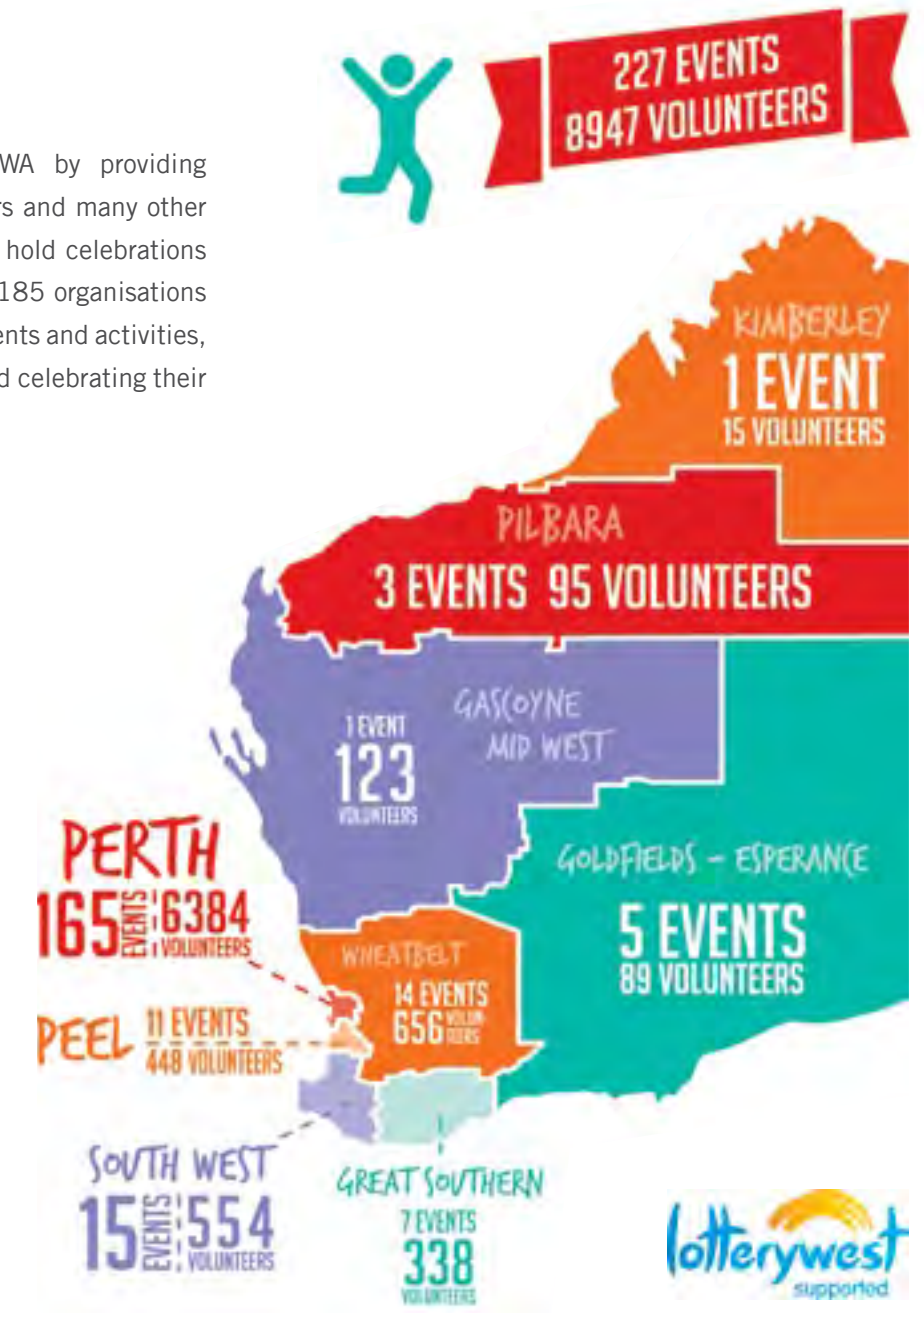 227 EVENTS
8947 VOLUNTEERS
WA by providing
rs and many other
hold celebrations
185 organisations
ents and activities,
d celebrating their
KIMBERLEY
1 EVENT
15 VOLUNTEERS
PILBARA
3 EVENTS 95 VOLUNTEERS
GASCOYNE
MID WEST
1 EVENT
123
VOLUNTEERS
PERTH
165 EVENTS 6384
VOLUNTEERS
GOLDFIELDS – ESPERANCE
5 EVENTS
89 VOLUNTEERS
WHEATBELT
14 EVENTS
656 VOLUN-
TEERS
PEEL
11 EVENTS
448 VOLUNTEERS
SOUTH WEST
15 EVENTS 554
VOLUNTEERS
GREAT SOUTHERN
7 EVENTS
338
VOLUNTEERS
lotterywest
supported